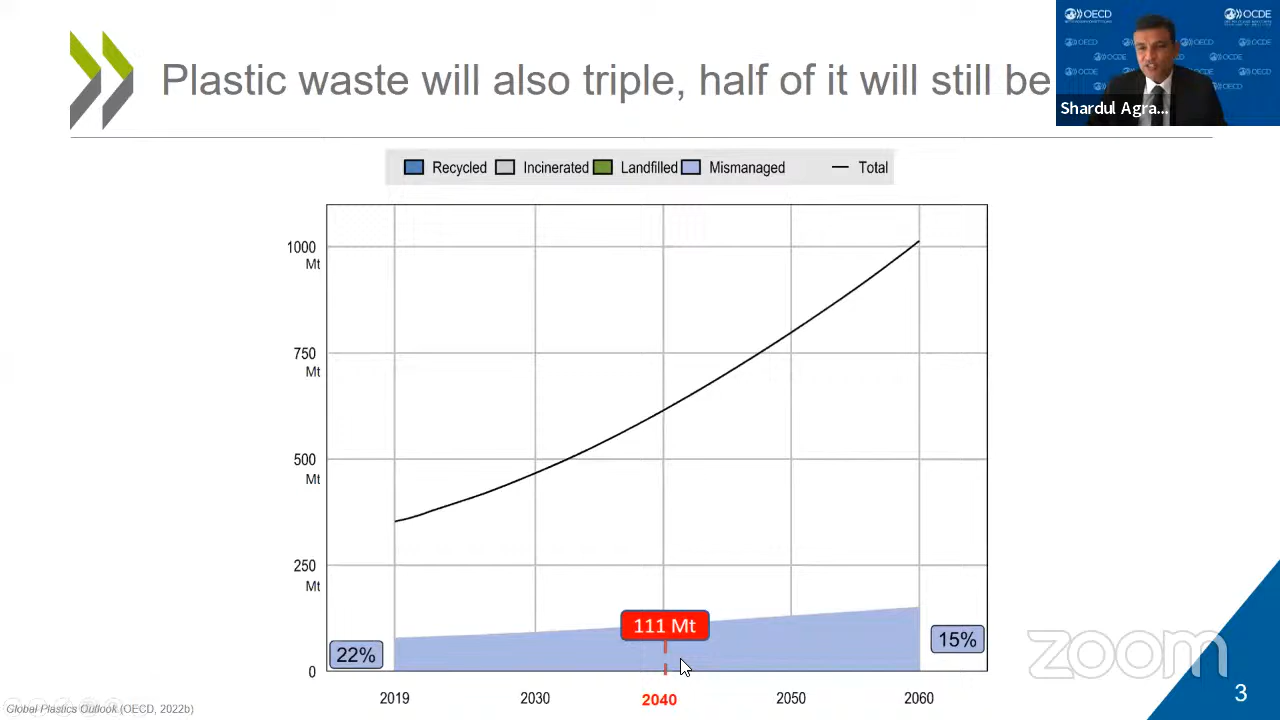 Plastic waste will also triple, half of it will still be
OECD
OCDE
Shardul Agra...
Recycled Incinerated Landfilled Mismanaged Total
1000
Mt
750
Mt
500
Mt
250
Mt
0
22%
111 Mt
15%
2019 2030 2040 2050 2060
Global Plastics Outlook (OECD, 2022b)
zoom
3